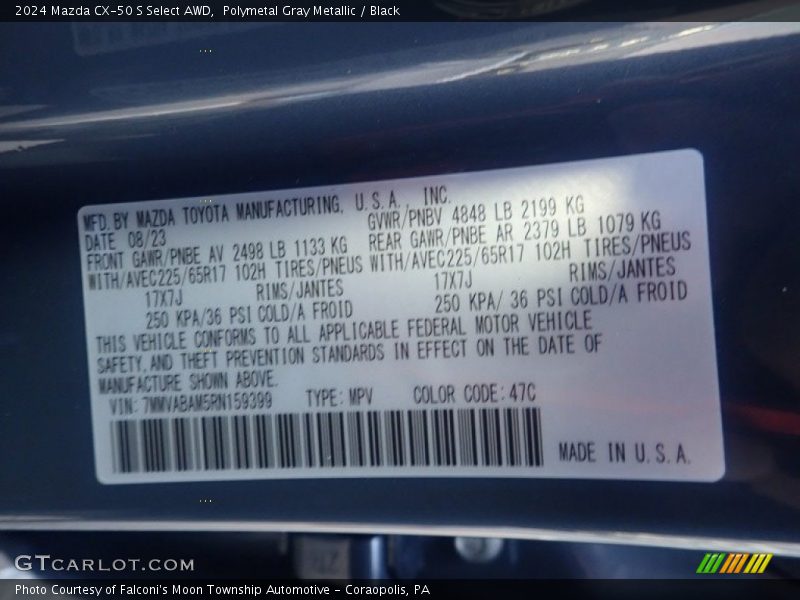 2024 Mazda CX-50 S Select AWD, Polymetal Gray Metallic / Black
MFD. BY MAZDA TOYOTA MANUFACTURING, U.S.A., INC.
DATE 08/23 GVWR/PNBV 4848 LB 2199 KG
FRONT GAWR/PNBE AV 2498 LB 1133 KG REAR GAWR/PNBE AR 2379 LB 1079 KG
WITH/AVEC225/65R17 102H TIRES/PNEUS WITH/AVEC225/65R17 102H TIRES/PNEUS
17X7J RIMS/JANTES 17X7J RIMS/JANTES
250 KPA/36 PSI COLD/A FROID 250 KPA/ 36 PSI COLD/A FROID
THIS VEHICLE CONFORMS TO ALL APPLICABLE FEDERAL MOTOR VEHICLE
SAFETY, AND THEFT PREVENTION STANDARDS IN EFFECT ON THE DATE OF
MANUFACTURE SHOWN ABOVE.
VIN: 7MMVABAM5RN159399 TYPE: MPV COLOR CODE: 47C
MADE IN U.S.A.
GTCARLOT.COM
Photo Courtesy of Falconi's Moon Township Automotive - Coraopolis, PA